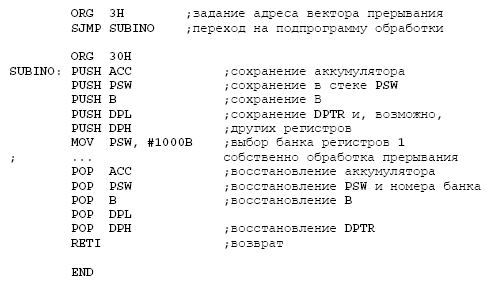 ORG 3H ;задание адреса вектора прерывания
SJMP SUBINO ;переход на подпрограмму обработки
ORG 30H
SUBINO: PUSH ACC ;сохранение аккумулятора
PUSH PSW ;сохранение в стеке PSW
PUSH B ;сохранение B
PUSH DPL ;сохранение DPTR и, возможно,
PUSH DPH ;других регистров
MOV PSW, #1000B ;выбор банка регистров 1
; ... собственно обработка прерывания
POP ACC ;восстановление аккумулятора
POP PSW ;восстановление PSW и номера банка
POP B ;восстановление B
POP DPL
POP DPH ;восстановление DPTR
RETI ;возврат
END